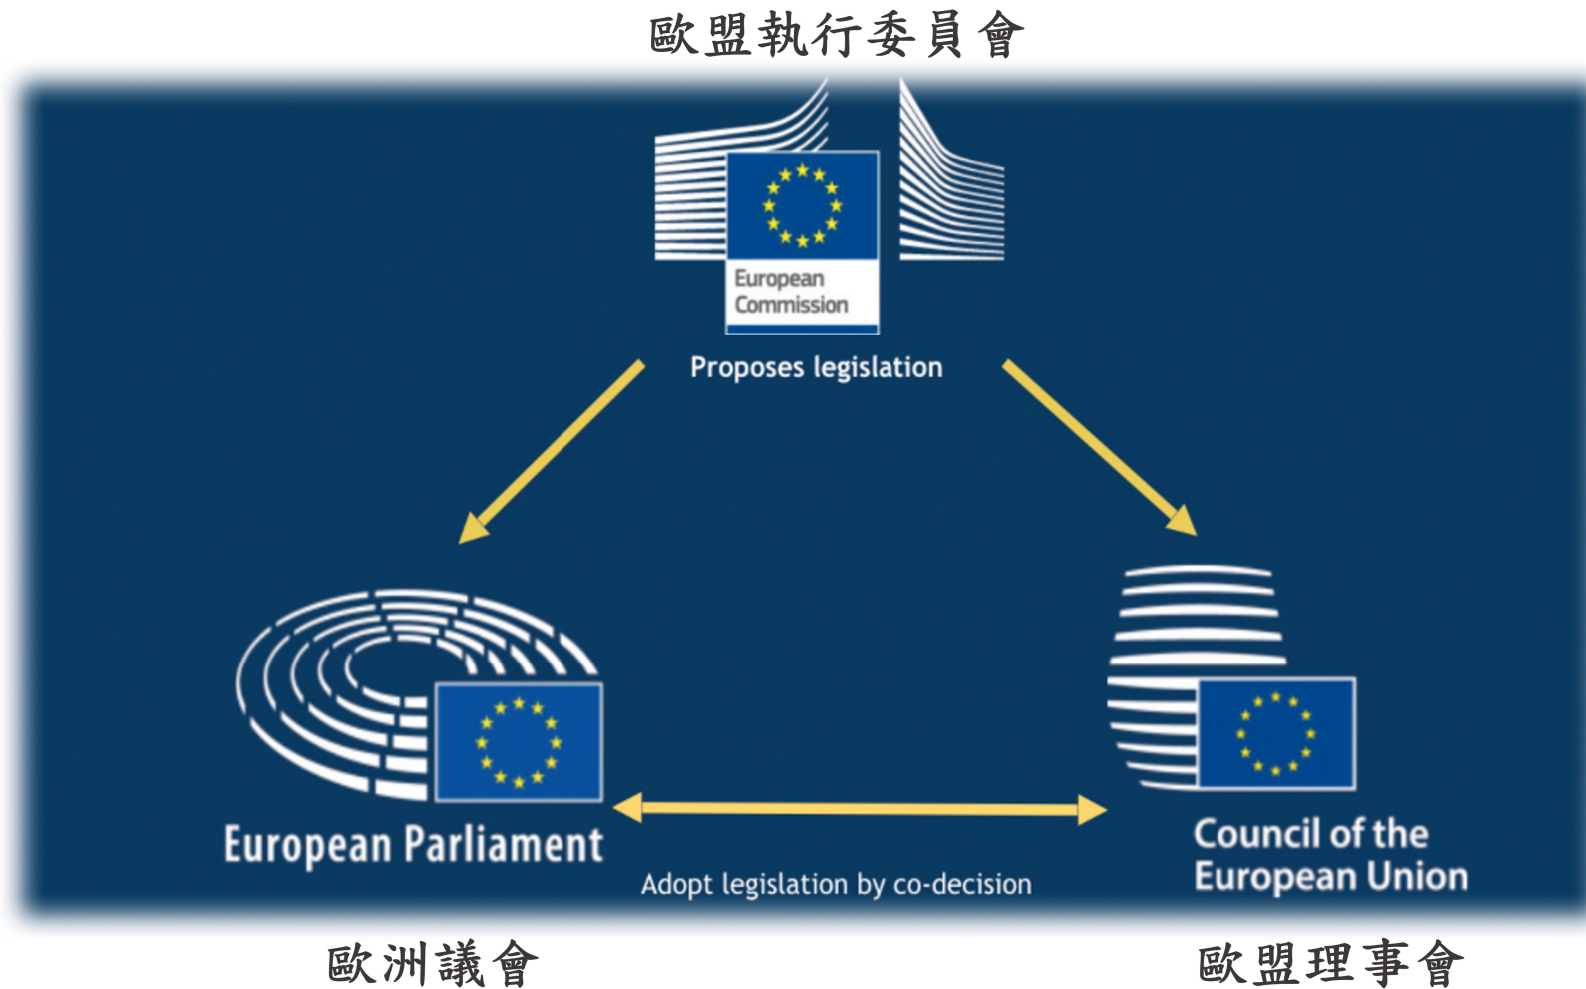 歐盟執行委員會
European
Commission
Proposes legislation
European Parliament
Council of the
European Union
Adopt legislation by co-decision
歐洲議會
歐盟理事會